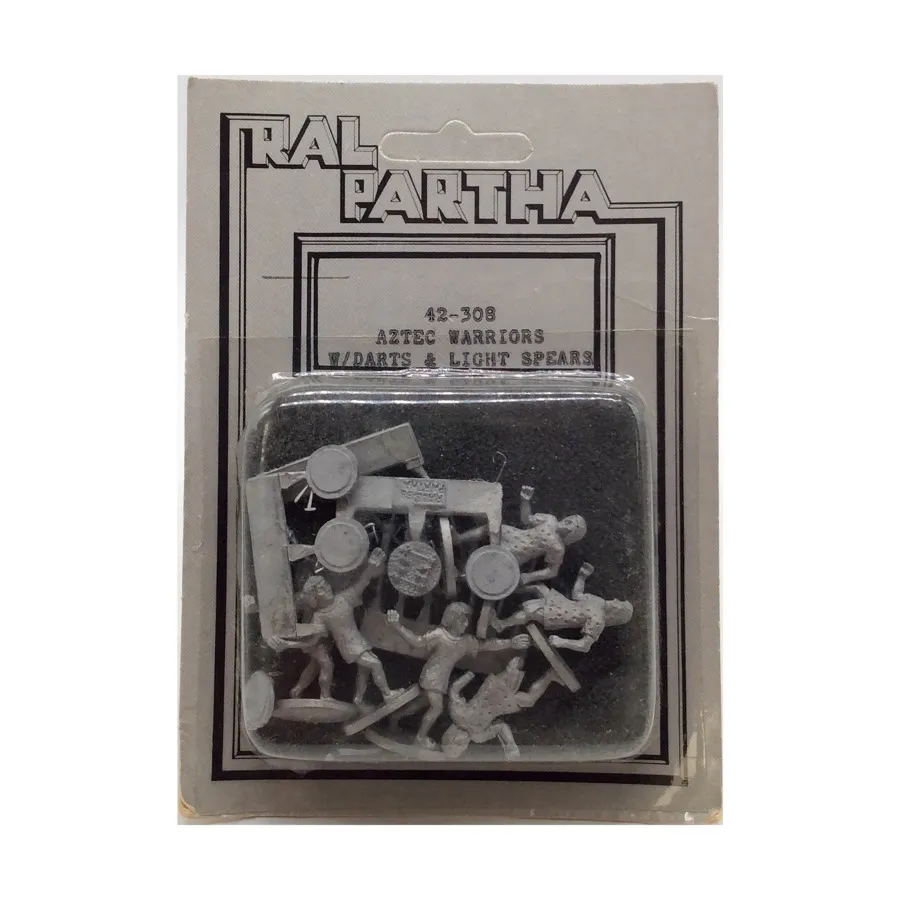 RAL
PARTHA
42-308
AZTEC WARRIORS
W/DARTS & LIGHT SPEARS